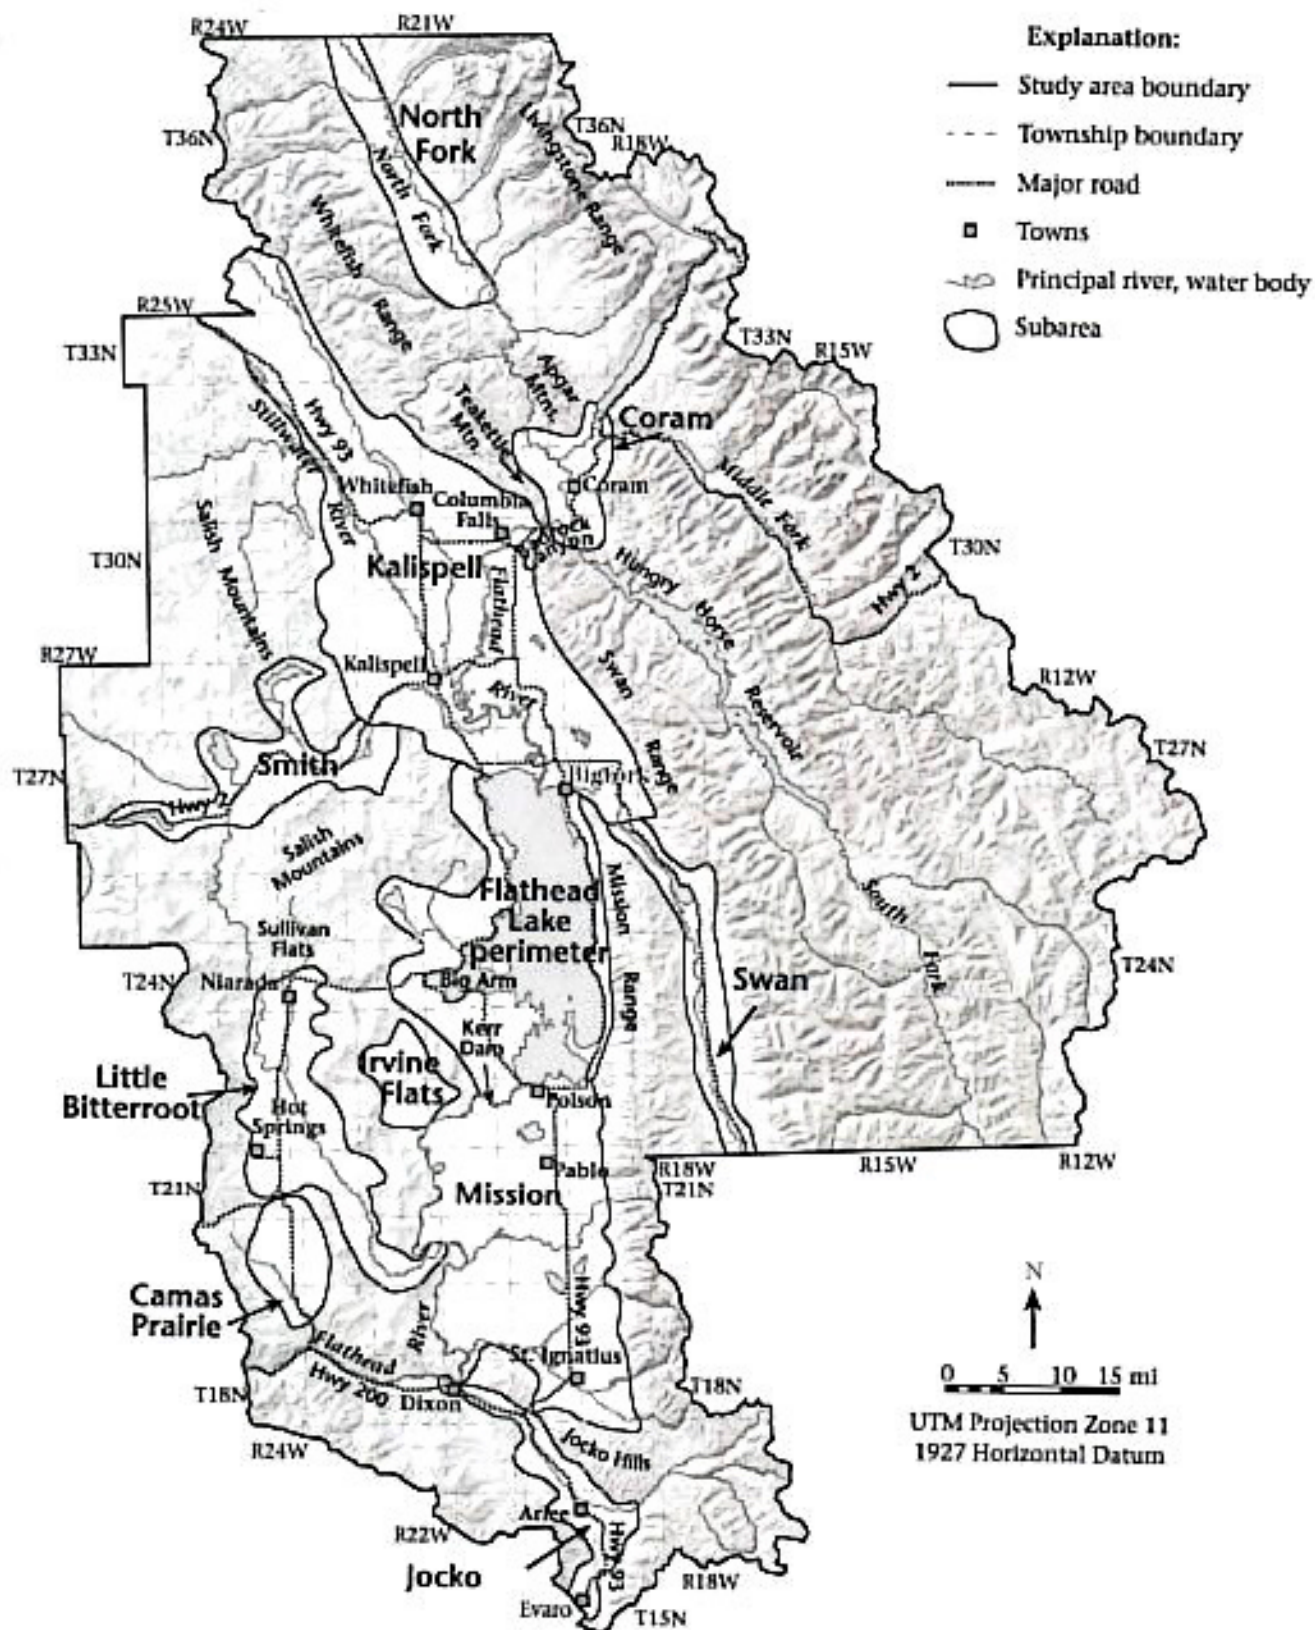 R24W
R21W
Explanation:
Study area boundary
Township boundary
Major road
Towns
Principal river, water body
Subarea
T36N
North
Fork
Livingstone Range
T36N
R18W
North Fork
Whitefish
Range
R25W
T33N
T33N
R15W
Apgar
Mtnt.
Teakettle
Mtn.
Coram
Hwy 93
Stillwater
River
Whitefish
Columbia
Falls
Coram
Middle Fork
Salish
Mountains
T30N
T30N
Kalispell
Flathead
River
Hungry
Horse
Reservoir
Hwy 2
R27W
Kalispell
Swan
Range
R12W
T27N
T27N
Smith
Hwy 2
Bigfork
Salish
Mountains
Flathead
Lake
perimeter
Mission
Range
South
Fork
Sullivan
Flats
T24N
Niarada
Big Arm
Swan
T24N
Kerr
Dam
Irvine
Flats
Little
Bitterroot
Hot
Springs
Polson
Pablo
R18W
T21N
R15W
R12W
T21N
Mission
Camas
Prairie
Hwy 93
N
Flathead
River
Hwy 200
St. Ignatius
Dixon
T18N
T18N
0 5 10 15 mi
UTM Projection Zone 11
1927 Horizontal Datum
R24W
Jocko Hills
Arlee
R22W
Jocko
Hwy 93
R18W
Evaro
T15N